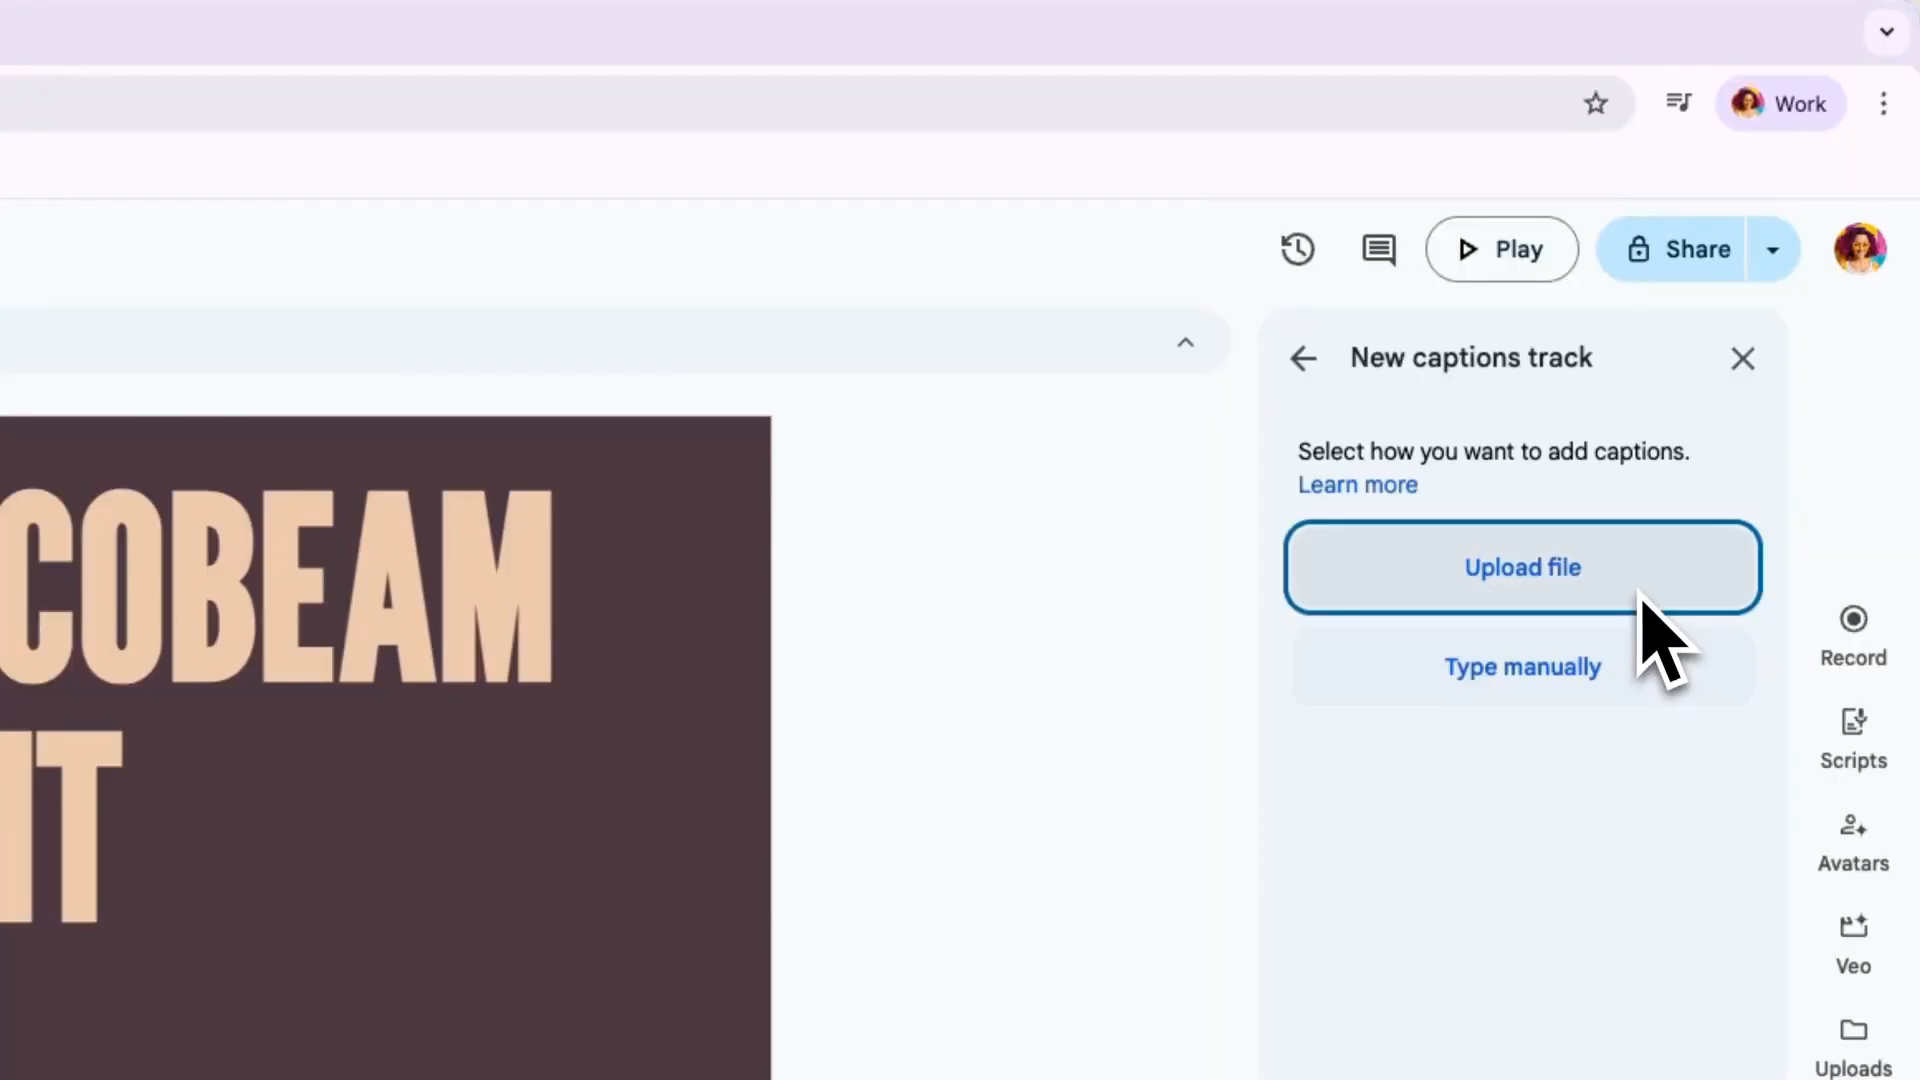 Work
Play
Share
New captions track
Select how you want to add captions.
Learn more
Upload file
Type manually
COBEAM
IT
Record
Scripts
Avatars
Veo
Uploads